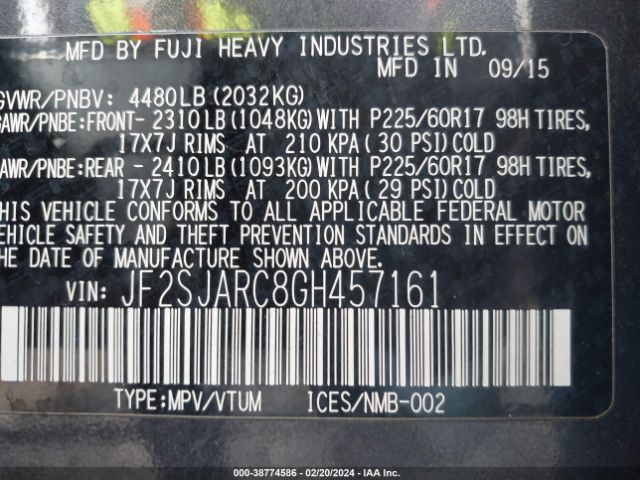 MFD BY FUJI HEAVY INDUSTRIES LTD.
MFD IN 09/15
GVWR/PNBV: 4480LB(2032KG)
GAWR/PNBE:FRONT- 2310LB(1048KG)WITH P225/60R17 98H TIRES,
17X7J RIMS AT 210 KPA( 30 PSI)COLD
AWR/PNBE:REAR - 2410LB(1093KG)WITH P225/60R17 98H TIRES,
17X7J RIMS AT 200 KPA( 29 PSI)COLD
THIS VEHICLE CONFORMS TO ALL APPLICABLE FEDERAL MOTOR
VEHICLE SAFETY AND THEFT PREVENTION STANDARDS IN EFFECT ON
THE DATE OF MANUFACTURE SHOWN ABOVE.
VIN: JF2SJARC8GH457161
TYPE:MPV/VTUM ICES/NMB-002
000-38774586 - 02/20/2024 - IAA Inc.